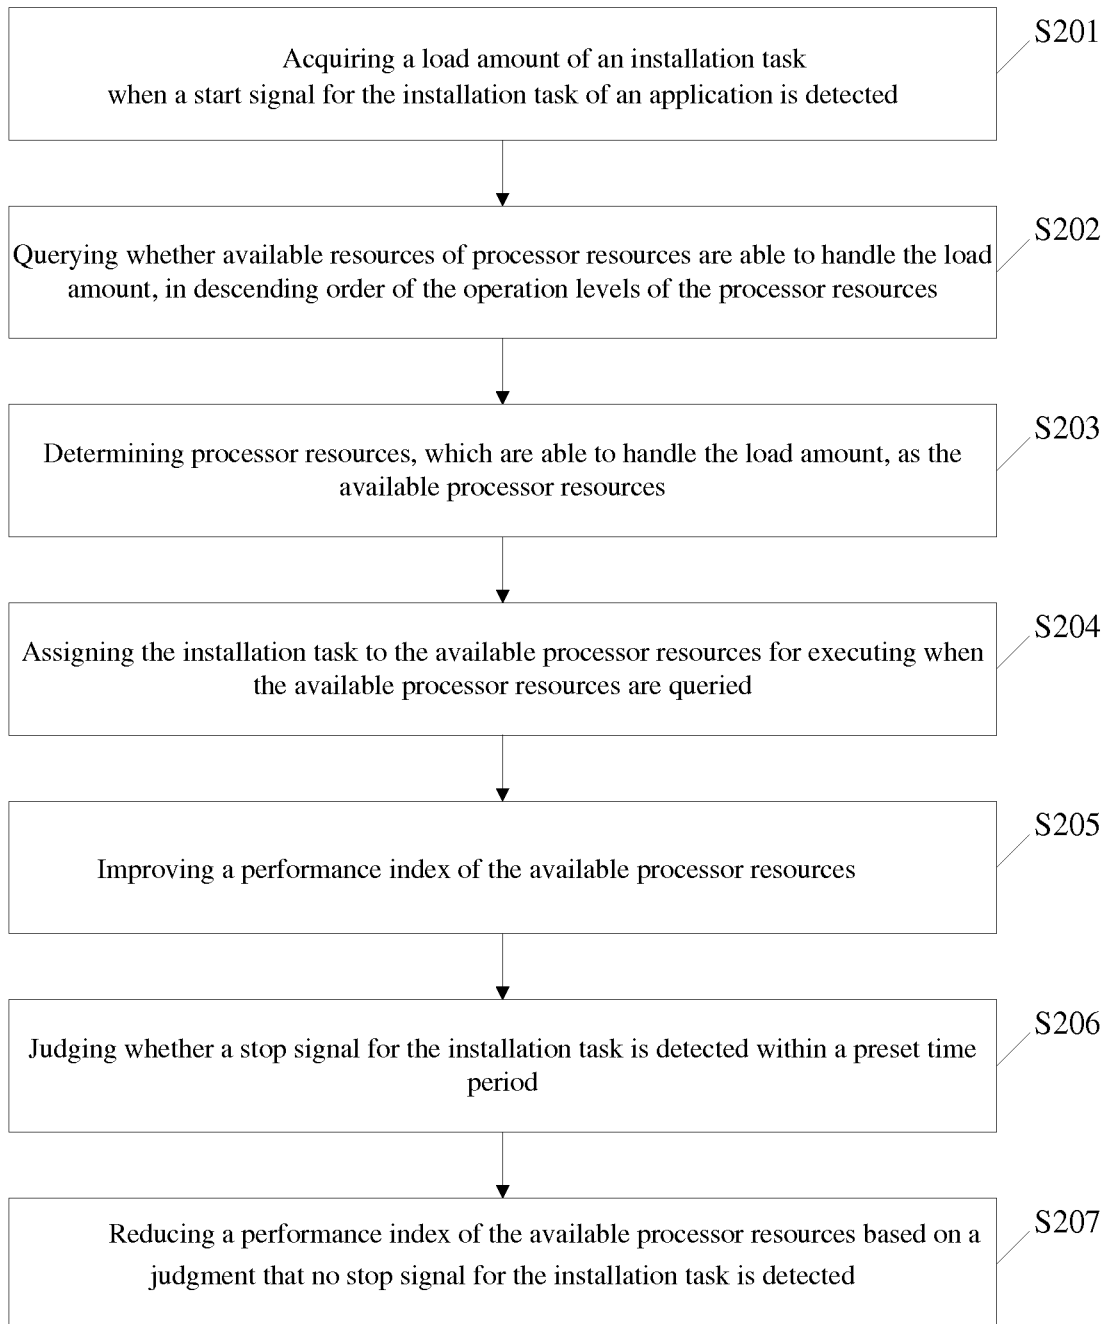 S201
Acquiring a load amount of an installation task
when a start signal for the installation task of an application is detected
S202
Querying whether available resources of processor resources are able to handle the load
amount, in descending order of the operation levels of the processor resources
S203
Determining processor resources, which are able to handle the load amount, as the
available processor resources
S204
Assigning the installation task to the available processor resources for executing when
the available processor resources are queried
S205
Improving a performance index of the available processor resources
S206
Judging whether a stop signal for the installation task is detected within a preset time
period
S207
Reducing a performance index of the available processor resources based on a
judgment that no stop signal for the installation task is detected